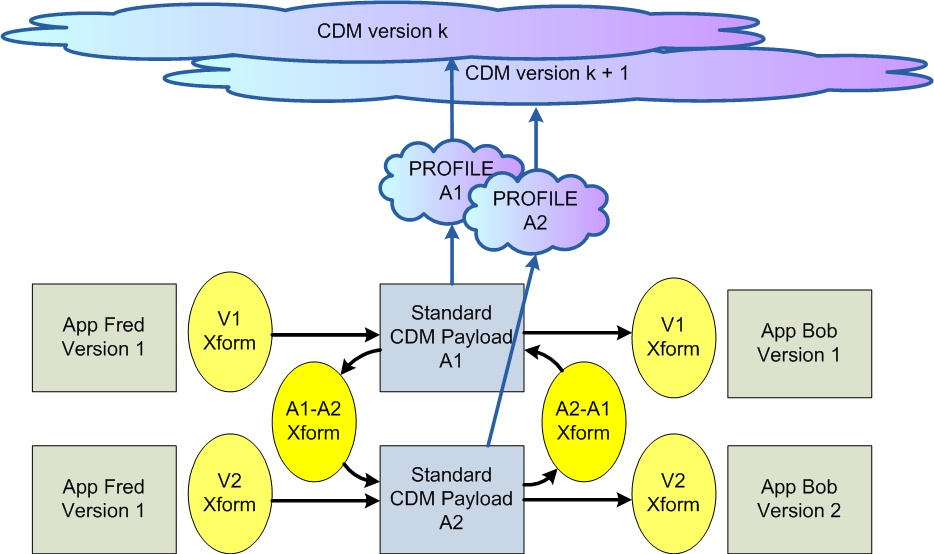 CDM version k
CDM version k + 1
PROFILE
A1
PROFILE
A2
App Fred
Version 1
V1
Xform
Standard
CDM Payload
A1
V1
Xform
App Bob
Version 1
A1-A2
Xform
A2-A1
Xform
App Fred
Version 1
V2
Xform
Standard
CDM Payload
A2
V2
Xform
App Bob
Version 2